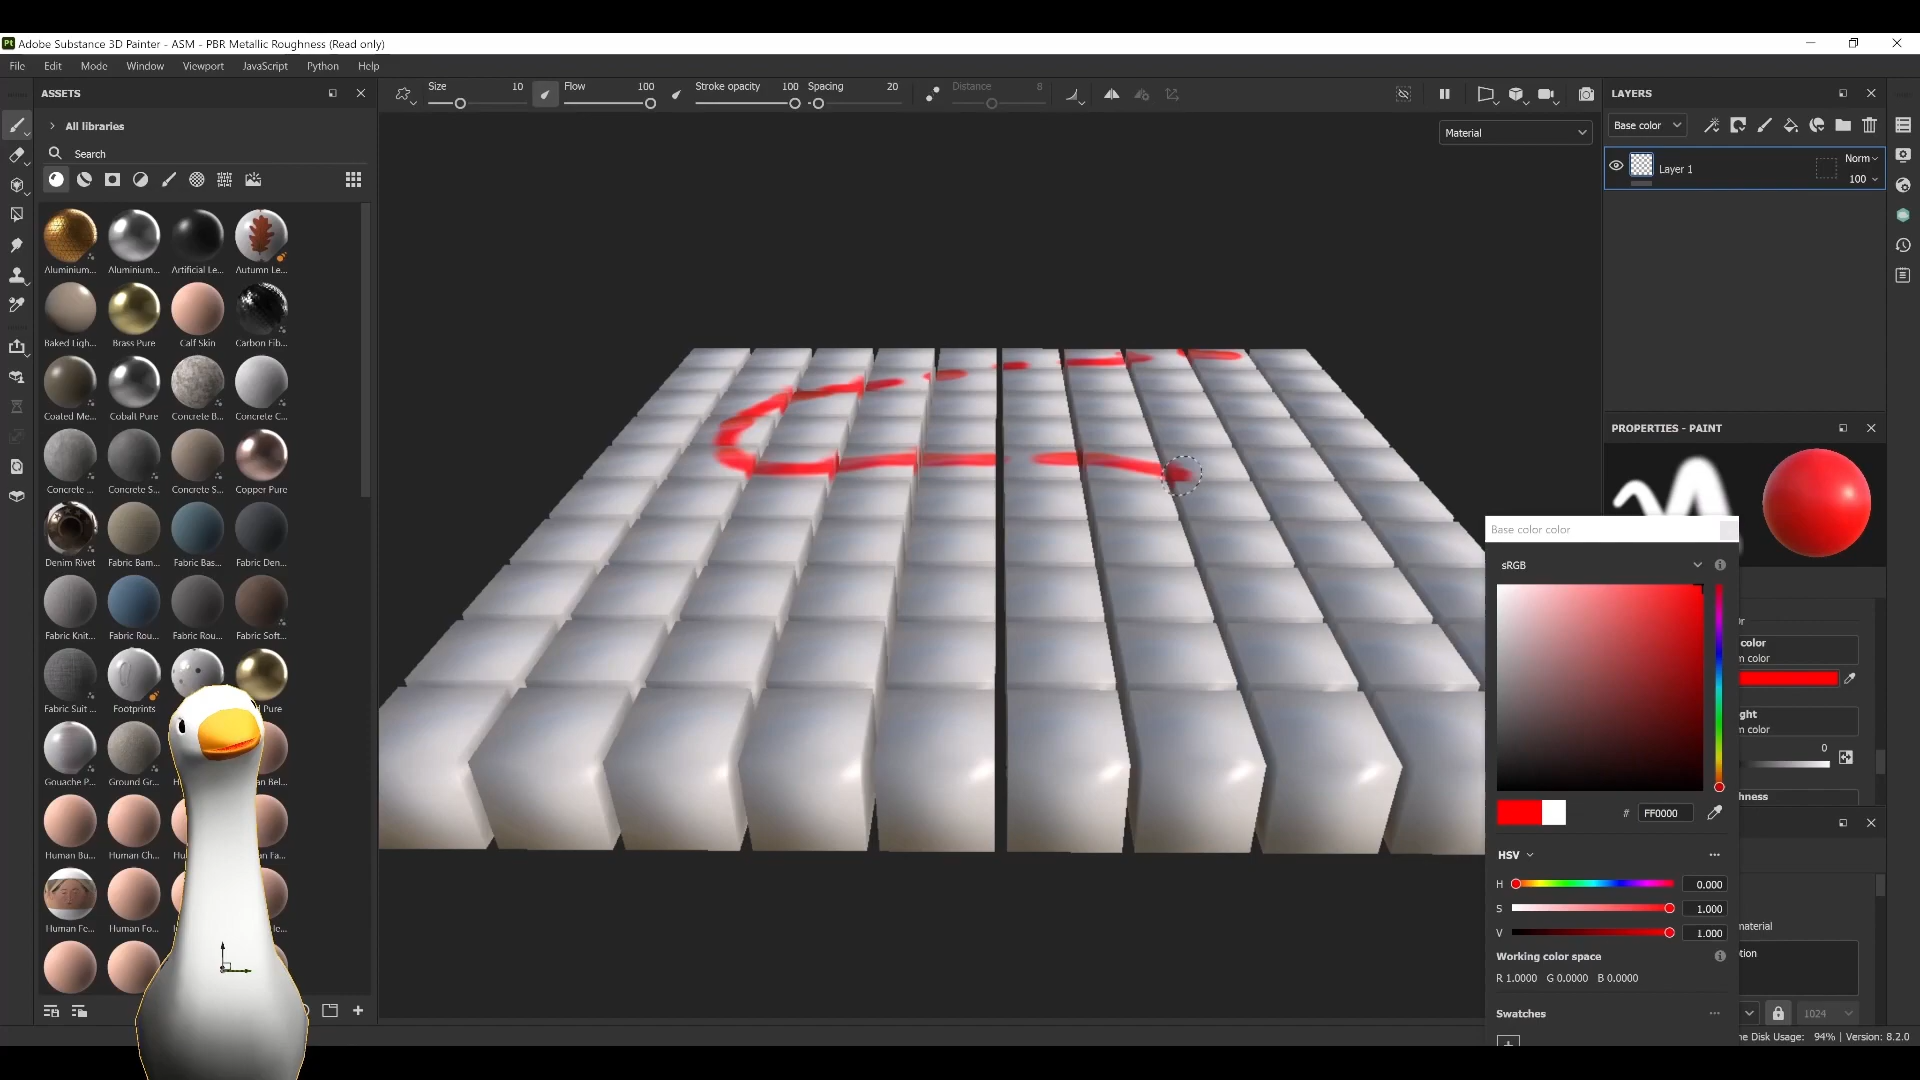 Adobe Substance 3D Painter - ASM - PBR Metallic Roughness (Read only)
File Edit Mode Window Viewport JavaScript Python Help
ASSETS
Size 10 Flow 100 Stroke opacity 100 Spacing 20 Distance 8
LAYERS
All libraries
Search
Material
Base color
Layer 1
Norm
100
Aluminium... Aluminium... Artificial Le... Autumn Le...
Baked Ligh... Brass Pure Calf Skin Carbon Fib...
Coated Me... Cobalt Pure Concrete B... Concrete C...
Concrete ... Concrete S... Concrete S... Copper Pure
Denim Rivet Fabric Bam... Fabric Bas... Fabric Den...
Fabric Knit... Fabric Rou... Fabric Rou... Fabric Soft...
Fabric Suit ... Footprints
Gouache P... Ground Gr...
Human Bu... Human Ch...
Human Fe... Human Fo...
PROPERTIES - PAINT
Base color color
sRGB
color
color
ght
color
0
hness
# FF0000
HSV
H 0.000
S 1.000
V 1.000
material
Working color space
R 1.0000 G 0.0000 B 0.0000
Swatches
1024
Disk Usage: 94% | Version: 8.2.0